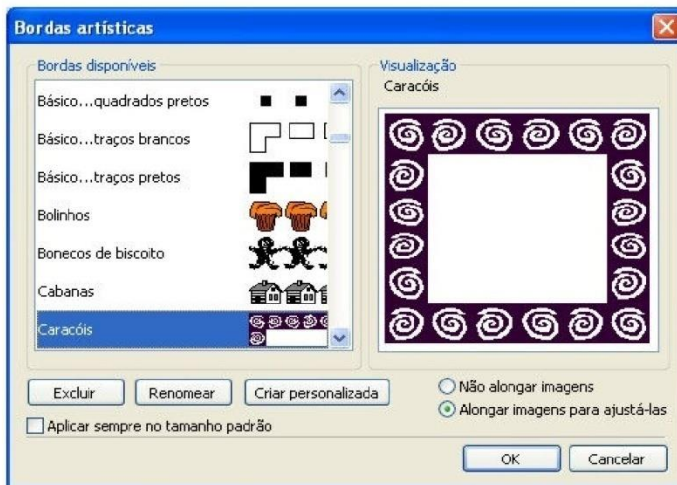 Bordas artísticas
Bordas disponíveis
Básico...quadrados pretos
Básico...traços brancos
Básico...traços pretos
Bolinhos
Bonecos de biscoito
Cabanas
Caracóis
Visualização
Caracóis
Excluir
Renomear
Criar personalizada
Aplicar sempre no tamanho padrão
Não alongar imagens
Alongar imagens para ajustá-las
OK
Cancelar